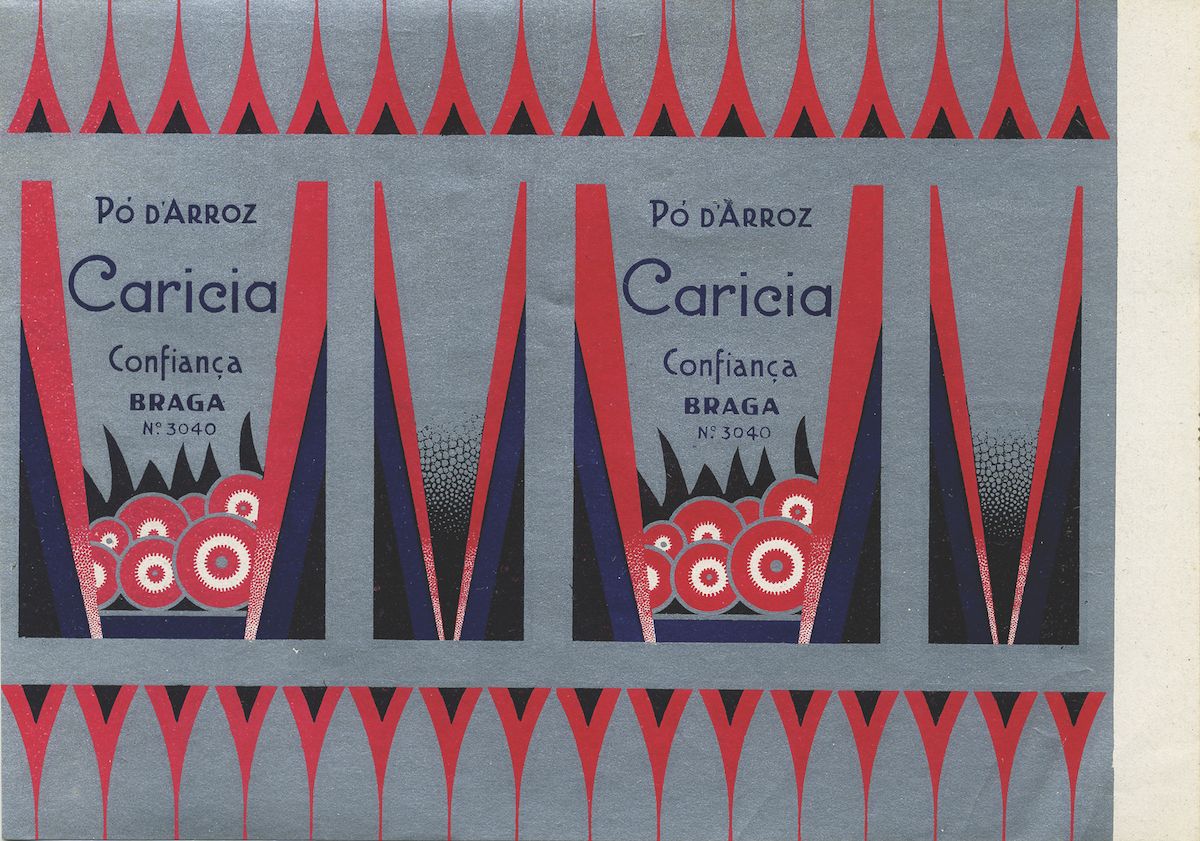 Pó d'Arroz
Caricia
Confiança
BRAGA
Nº 3040
Pó d'Arroz
Caricia
Confiança
BRAGA
Nº 3040